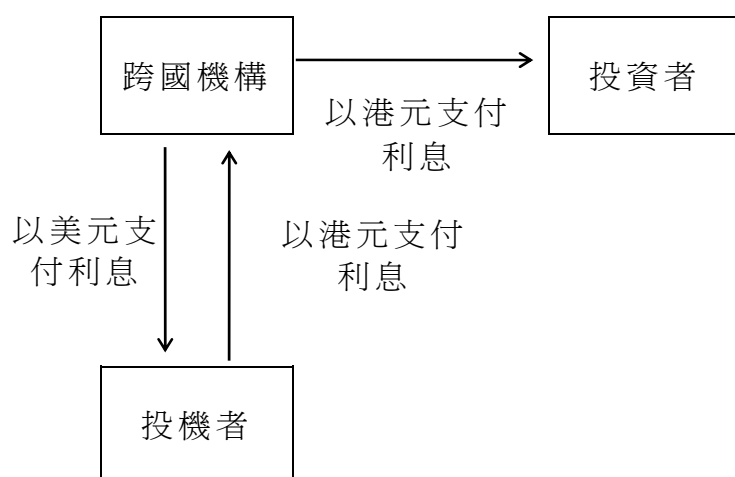 跨國機構
投資者
以港元支付
利息
以美元支
付利息
以港元支付
利息
投機者